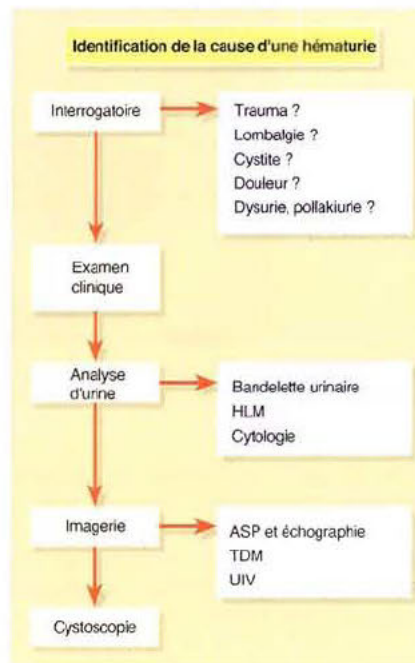 Identification de la cause d'une hématurie
Interrogatoire
Trauma ?
Lombalgie ?
Cystite ?
Douleur ?
Dysurie, pollakiurie ?
Examen
clinique
Analyse
d'urine
Bandelette urinaire
HLM
Cytologie
Imagerie
ASP et échographie
TDM
UIV
Cystoscopie